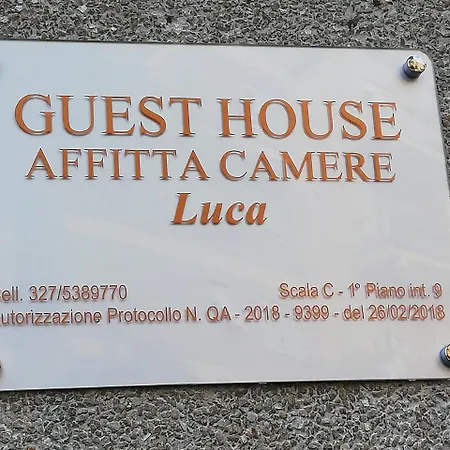 GUEST HOUSE
AFFITTA CAMERE
Luca
ell. 327/5389770 Scala C - 1° Piano int. 9
utorizzazione Protocollo N. QA - 2018 - 9399 - del 26/02/2018